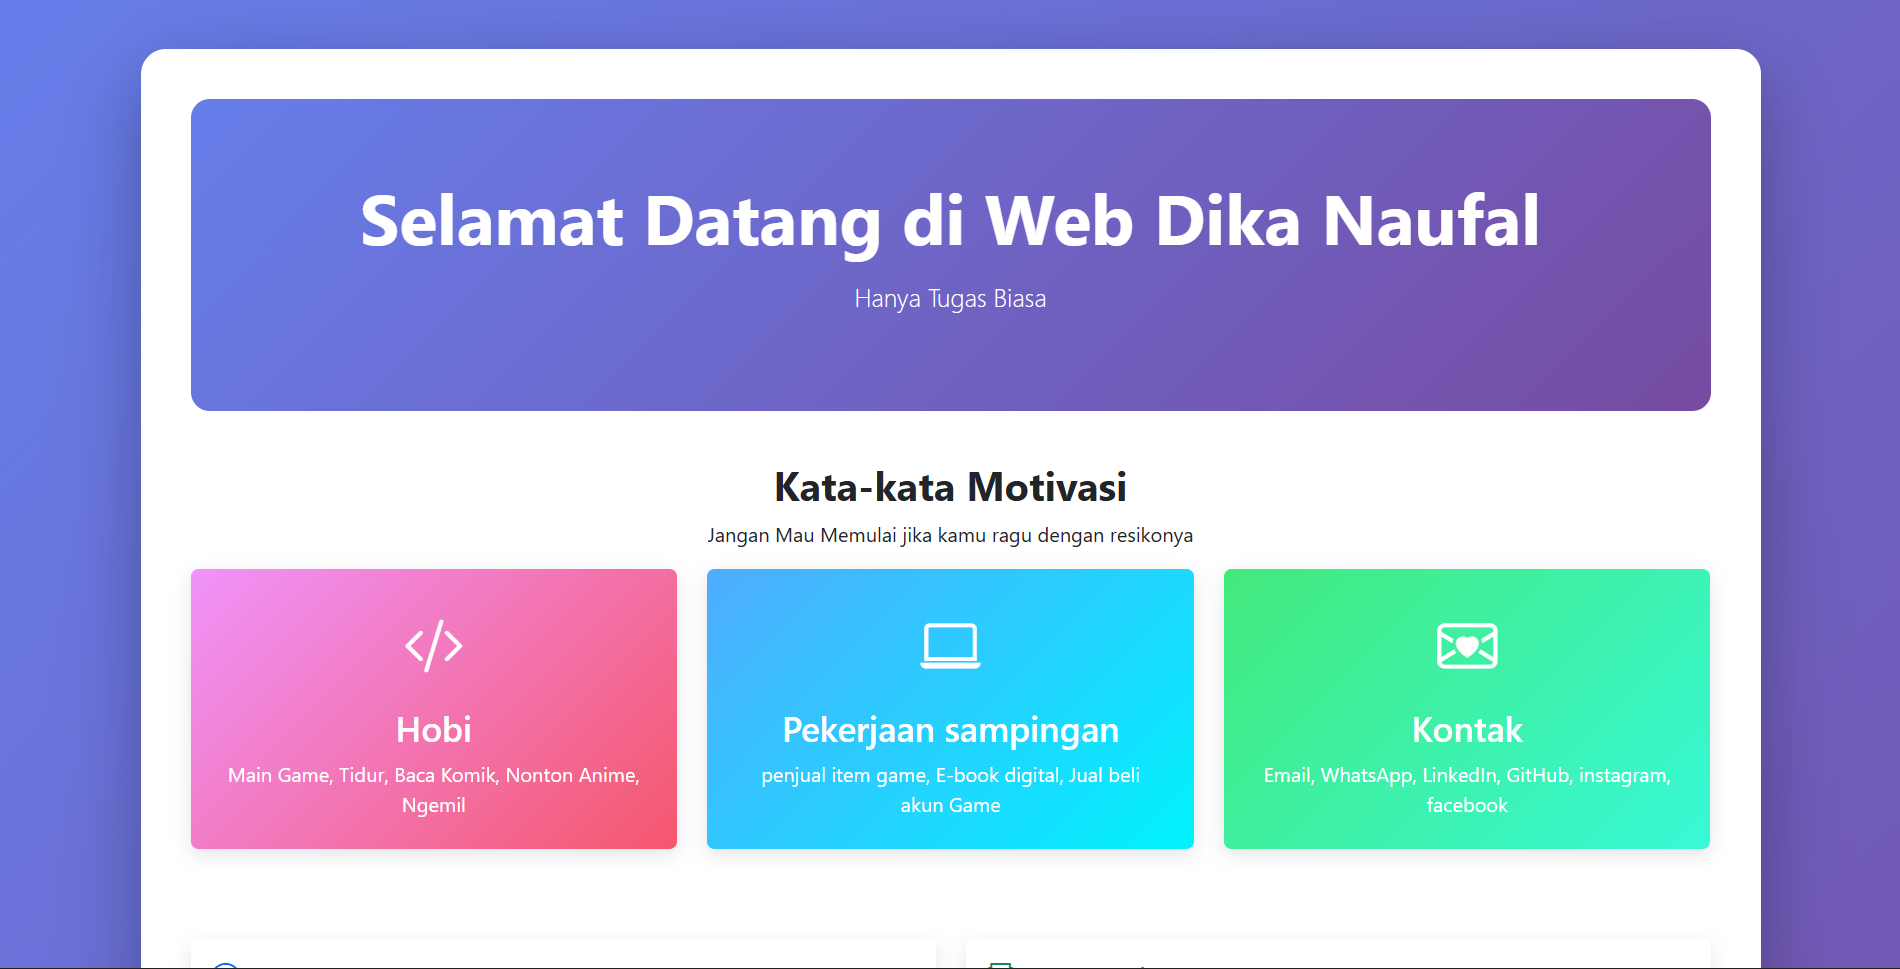 Selamat Datang di Web Dika Naufal
Hanya Tugas Biasa
Kata-kata Motivasi
Jangan Mau Memulai jika kamu ragu dengan resikonya
Hobi
Main Game, Tidur, Baca Komik, Nonton Anime,
Ngemil
Pekerjaan sampingan
penjual item game, E-book digital, Jual beli
akun Game
Kontak
Email, WhatsApp, LinkedIn, GitHub, instagram,
facebook